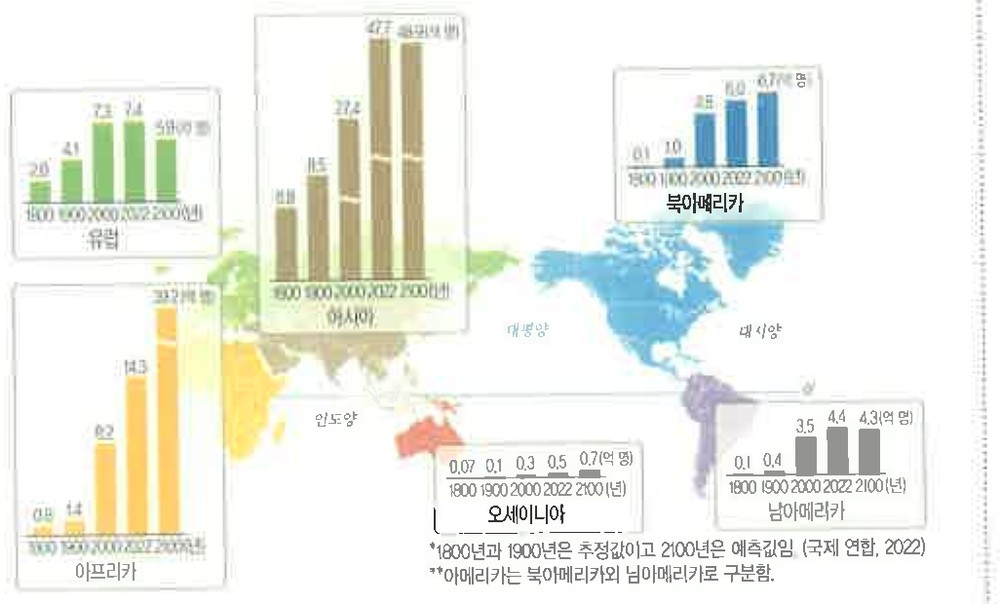 7.3 7.4
4.1
2.0
1800 1900 2000 2022 2100(년)
유럽
47.7
27.4
8.5
6.8
1800 1900 2000 2022 2100(년)
아시아
6.7(억 명)
6.0
1.0
0.1
1800 1900 2000 2022 2100(년)
북아메리카
14.3
8.2
1.4
0.8
1800 1900 2000 2022 2100(년)
아프리카
대평양
대서양
인도양
0°
0.07 0.1 0.3 0.5 0.7(억 명)
1800 1900 2000 2022 2100(년)
오세아니아
0.1 0.4 3.5 4.4 4.3(억 명)
1800 1900 2000 2022 2100(년)
남아메리카
*1800년과 1900년은 추정값이고 2100년은 예측값임. (국제 연합, 2022)
**아메리카는 북아메리카와 남아메리카로 구분함.